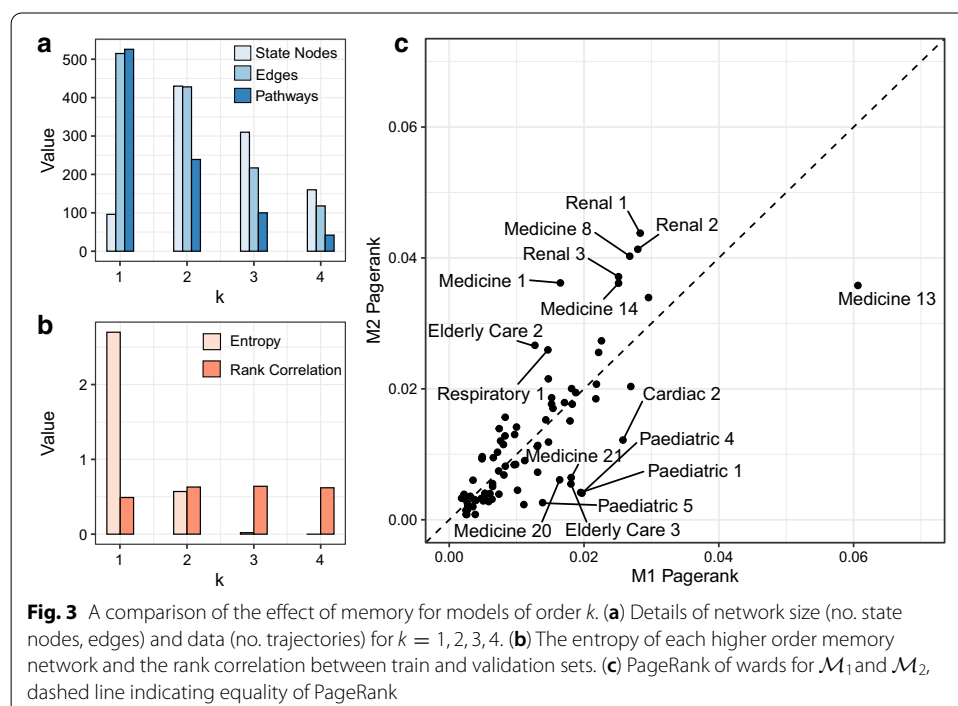 a
State Nodes
Edges
Pathways
500
400
300
200
100
0
Value
1 2 3 4
k
b
Entropy
Rank Correlation
2
1
0
Value
1 2 3 4
k
c
M2 Pagerank
0.06
0.04
0.02
0.00
Renal 1
Medicine 8
Renal 2
Renal 3
Medicine 1
Medicine 14
Medicine 13
Elderly Care 2
Respiratory 1
Cardiac 2
Paediatric 4
Medicine 21
Paediatric 1
Paediatric 5
Medicine 20
Elderly Care 3
0.00 0.02 0.04 0.06
M1 Pagerank
Fig. 3 A comparison of the effect of memory for models of order k. (a) Details of network size (no. state
nodes, edges) and data (no. trajectories) for k = 1, 2, 3, 4. (b) The entropy of each higher order memory
network and the rank correlation between train and validation sets. (c) PageRank of wards for ℳ₁and ℳ₂,
dashed line indicating equality of PageRank